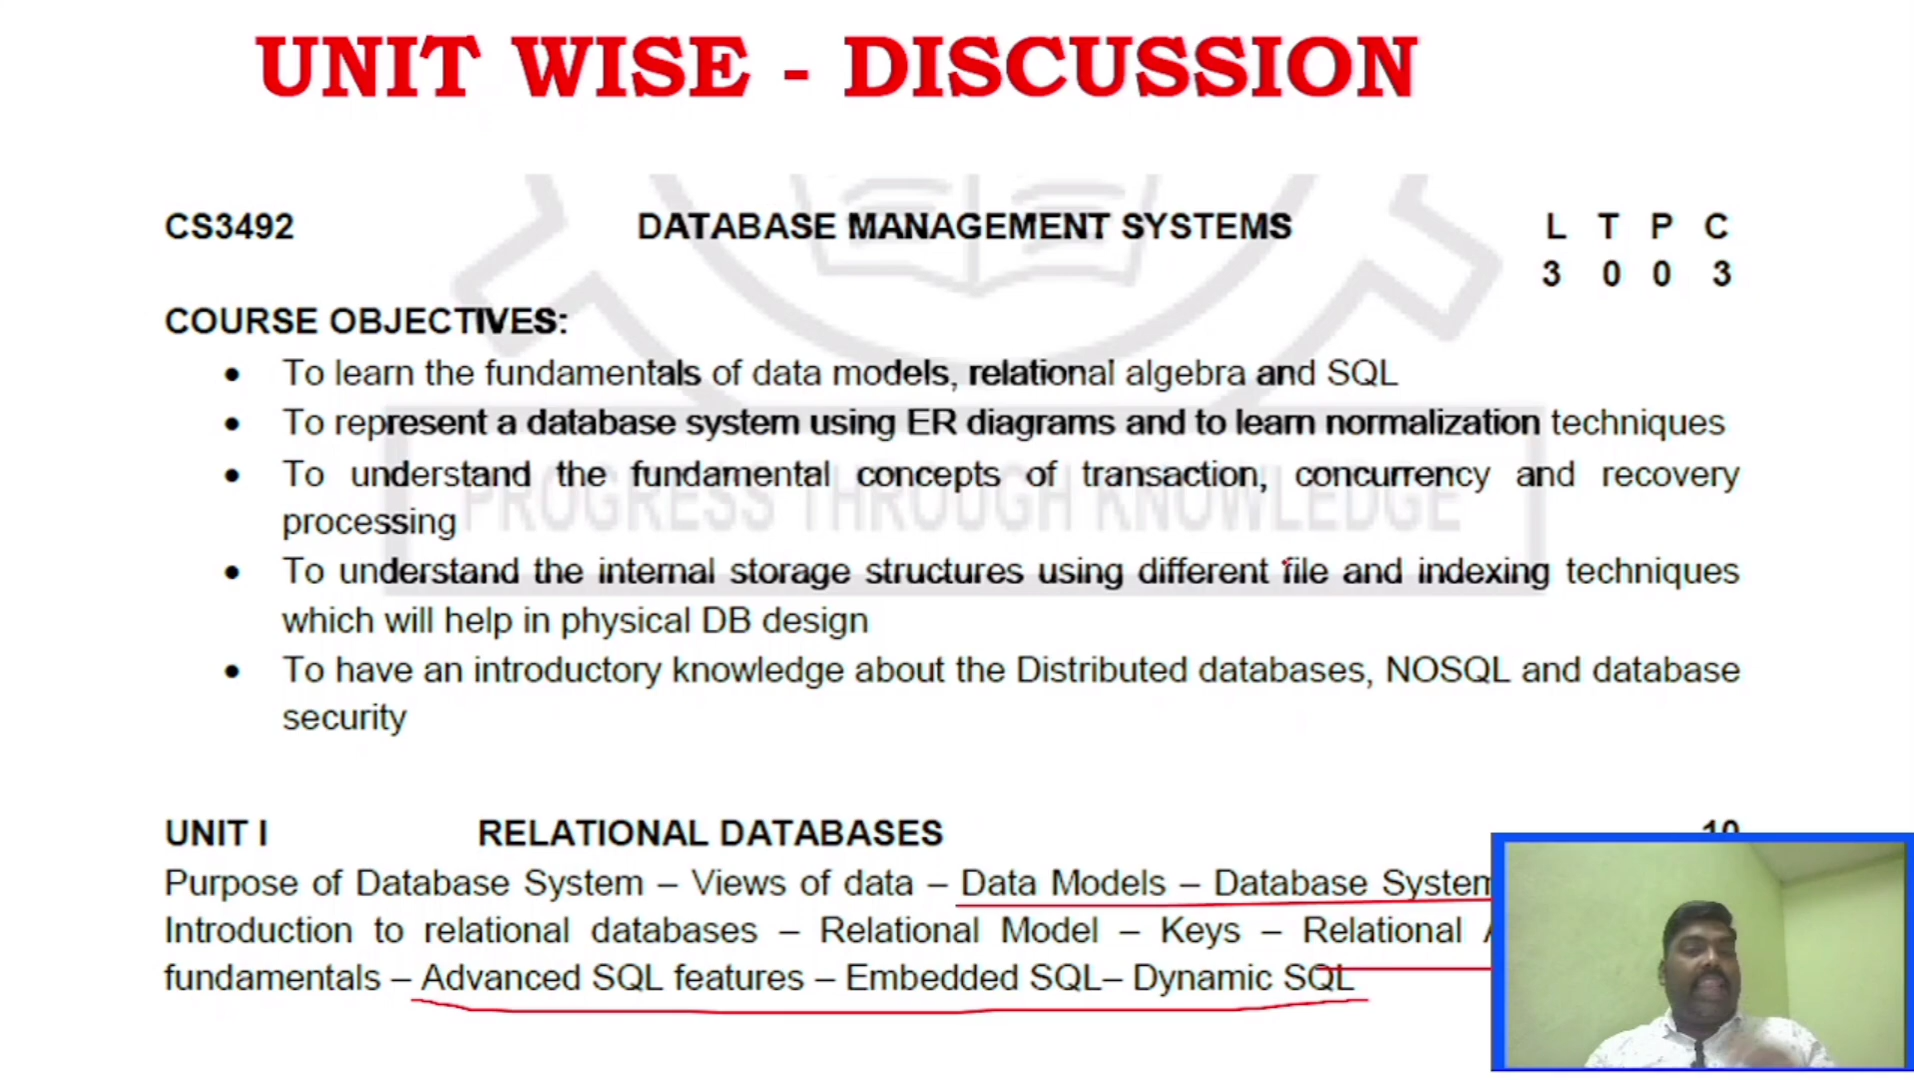 UNIT WISE - DISCUSSION
CS3492 DATABASE MANAGEMENT SYSTEMS L T P C
3 0 0 3
COURSE OBJECTIVES:
• To learn the fundamentals of data models, relational algebra and SQL
• To represent a database system using ER diagrams and to learn normalization techniques
• To understand the fundamental concepts of transaction, concurrency and recovery
processing
PROGRESS THROUGH KNOWLEDGE
• To understand the internal storage structures using different file and indexing techniques
which will help in physical DB design
• To have an introductory knowledge about the Distributed databases, NOSQL and database
security
UNIT I RELATIONAL DATABASES 10
Purpose of Database System – Views of data – Data Models – Database System
Introduction to relational databases – Relational Model – Keys – Relational
fundamentals – Advanced SQL features – Embedded SQL– Dynamic SQL